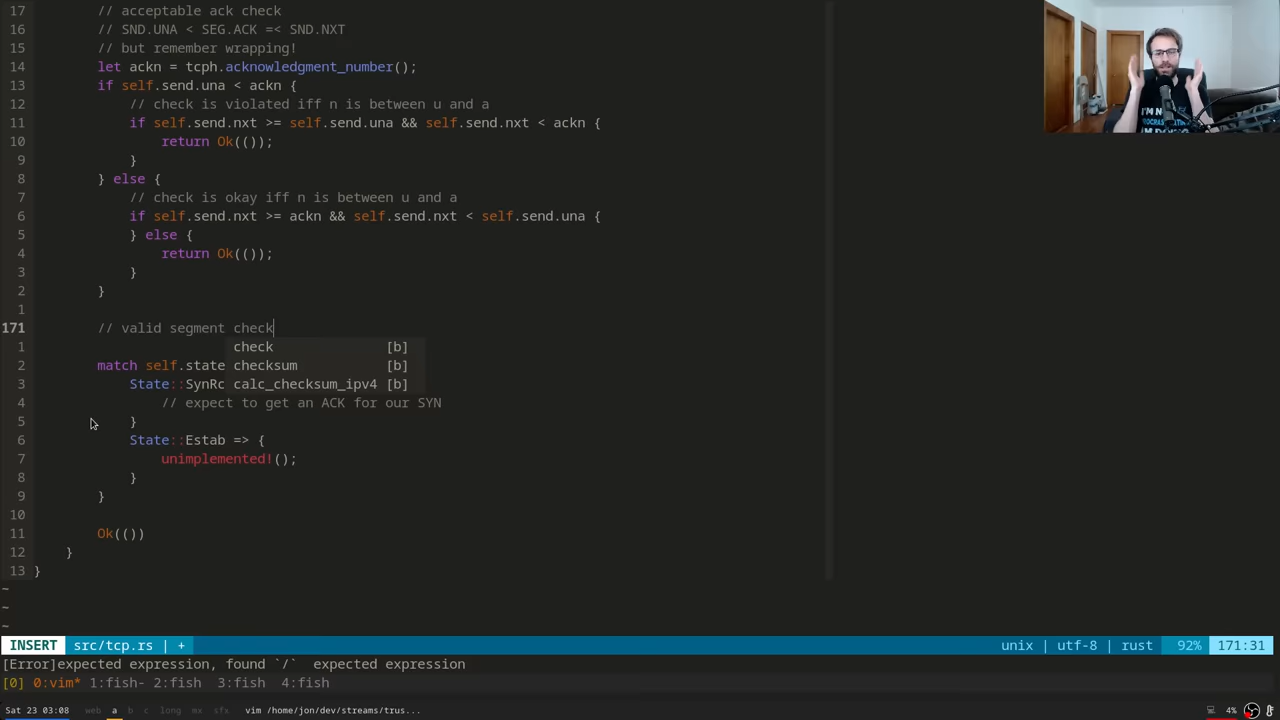 17 // acceptable ack check
16 // SND.UNA < SEG.ACK =< SND.NXT
15 // but remember wrapping!
14 let ackn = tcph.acknowledgment_number();
13 if self.send.una < ackn {
12 // check is violated iff n is between u and a
11 if self.send.nxt >= self.send.una && self.send.nxt < ackn {
10 return Ok(());
9 }
8 } else {
7 // check is okay iff n is between u and a
6 if self.send.nxt >= ackn && self.send.nxt < self.send.una {
5 } else {
4 return Ok(());
3 }
2 }
1
171 // valid segment check
1 check [b]
2 match self.state checksum [b]
3 State::SynRc calc_checksum_ipv4 [b]
4 // expect to get an ACK for our SYN
5 }
6 State::Estab => {
7 unimplemented!();
8 }
9 }
10
11 Ok(())
12 }
13 }
~
~
~
INSERT src/tcp.rs | + unix | utf-8 | rust 92% 171:31
[Error]expected expression, found `/` expected expression
[0] 0:vim* 1:fish- 2:fish 3:fish 4:fish
Sat 23 03:08 web a b c long mx sfx vim /home/jon/dev/streams/trus... 4%